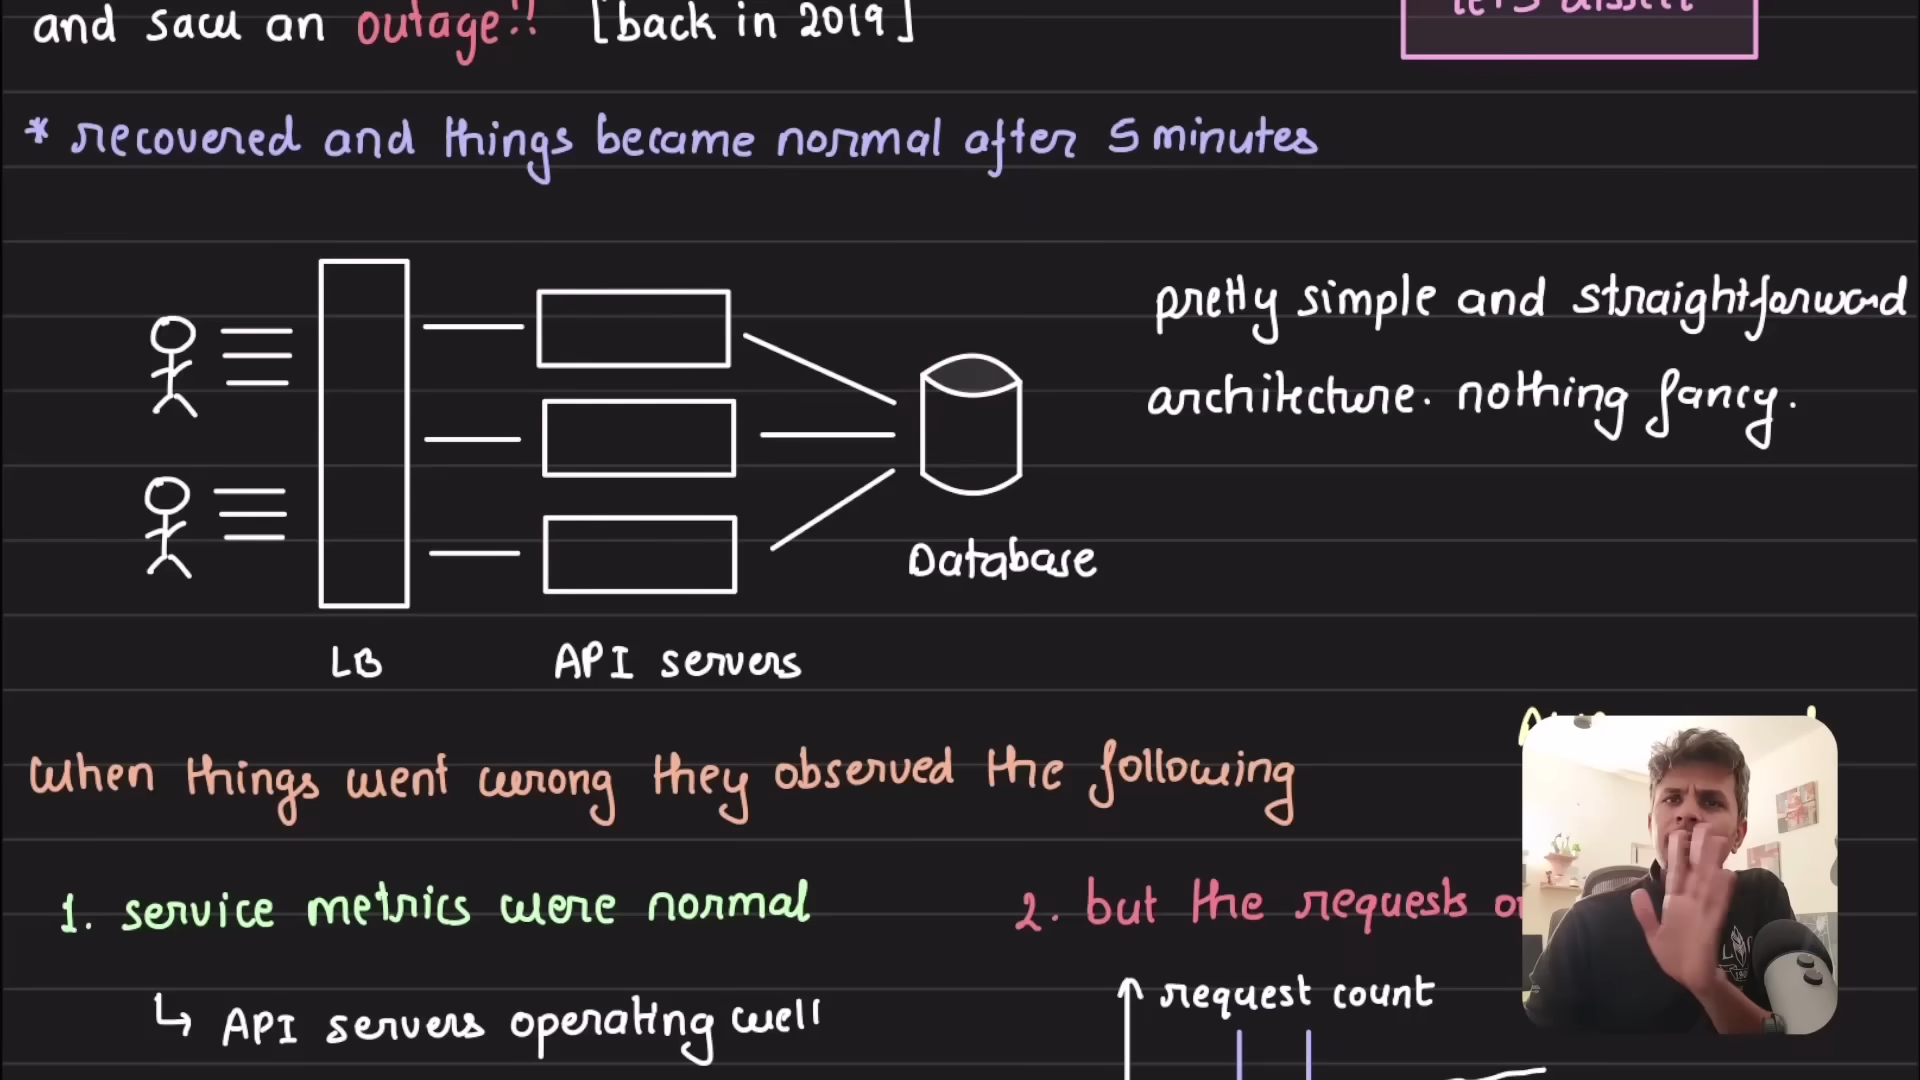 and saw an outage!! [back in 2019]
let's dissect
* recovered and things became normal after 5 minutes
pretty simple and straightforward
architecture. nothing fancy.
Database
LB
API servers
When things went wrong they observed the following
1. service metrics were normal
2. but the requests
↳ API servers operating well
request count